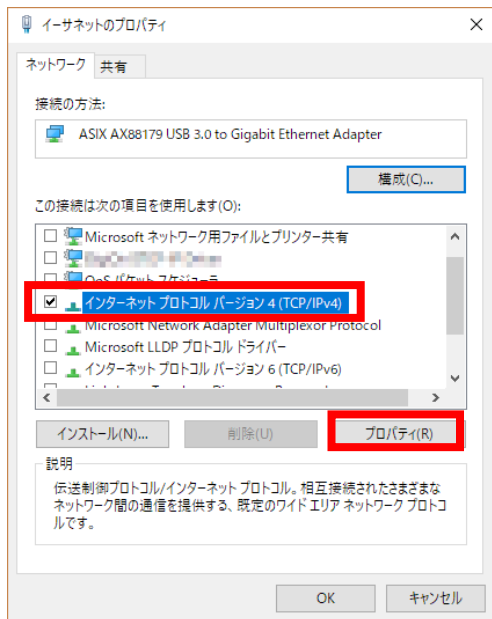 イーサネットのプロパティ
ネットワーク 共有
接続の方法:
ASIX AX88179 USB 3.0 to Gigabit Ethernet Adapter
構成(C)...
この接続は次の項目を使用します(O):
Microsoft ネットワーク用ファイルとプリンター共有
QoS パケット スケジューラ
インターネット プロトコル バージョン 4 (TCP/IPv4)
Microsoft Network Adapter Multiplexor Protocol
Microsoft LLDP プロトコル ドライバー
インターネット プロトコル バージョン 6 (TCP/IPv6)
インストール(N)... 削除(U) プロパティ(R)
説明
伝送制御プロトコル/インターネット プロトコル。相互接続されたさまざまな
ネットワーク間の通信を提供する、既定のワイド エリア ネットワーク プロトコ
ルです。
OK キャンセル